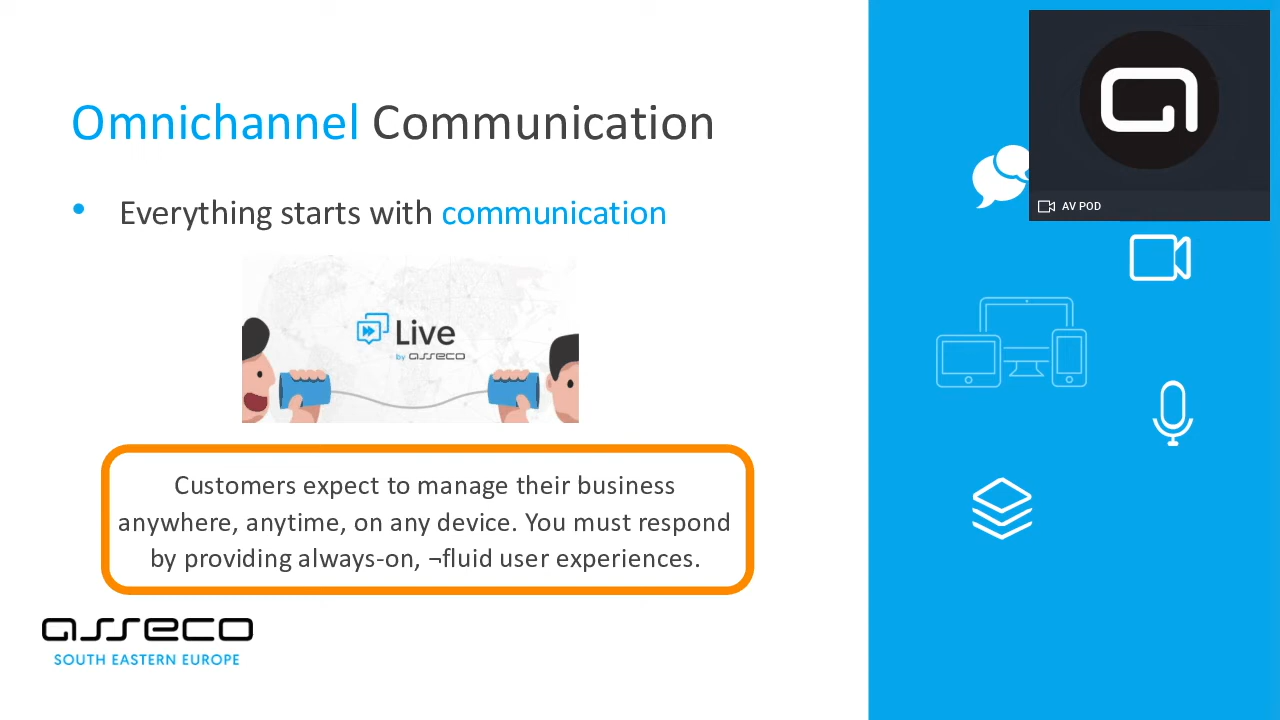 Omnichannel Communication
• Everything starts with communication
Live
by asseco
Customers expect to manage their business
anywhere, anytime, on any device. You must respond
by providing always-on, ¬fluid user experiences.
asseco
SOUTH EASTERN EUROPE
AV POD